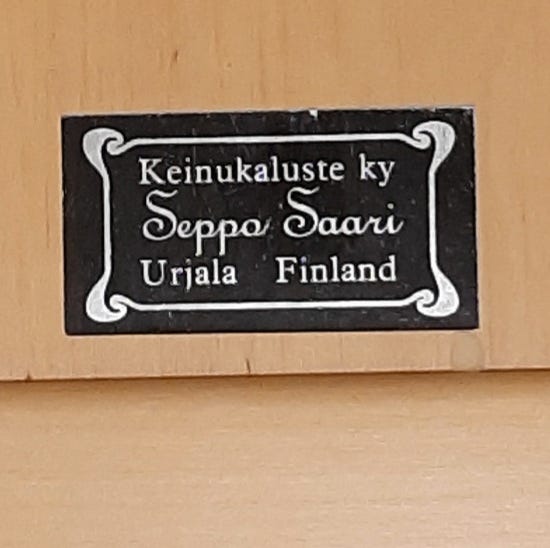 Keinukaluste ky
Seppo Saari
Urjala Finland